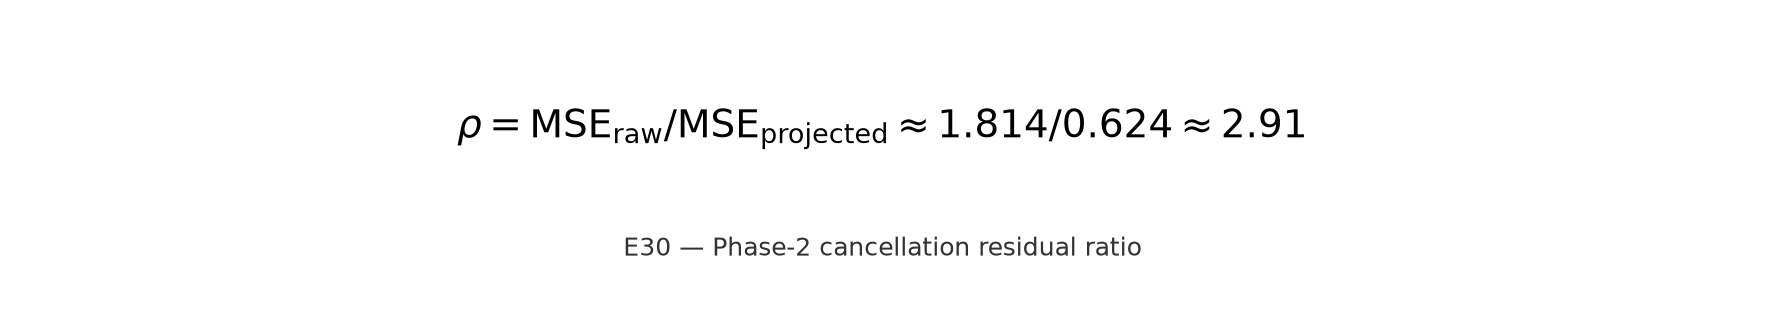 ρ = MSE_raw/MSE_projected ≈ 1.814/0.624 ≈ 2.91
E30 — Phase-2 cancellation residual ratio